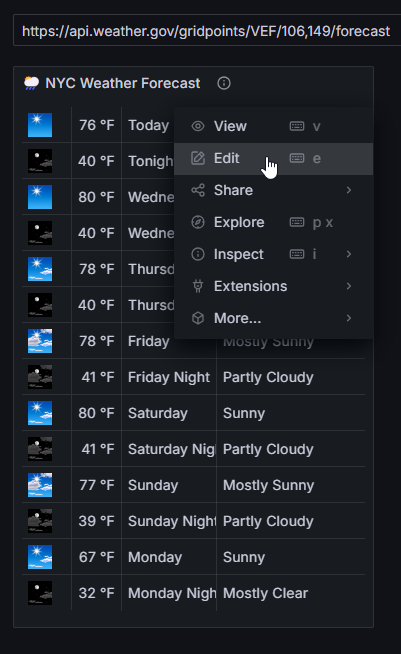 https://api.weather.gov/gridpoints/VEF/106,149/forecast
NYC Weather Forecast
76 °F Today
View v
40 °F Tonigh
Edit e
80 °F Wedne
Share
40 °F Wedne
Explore p x
78 °F Thursd
Inspect i
40 °F Thursd
Extensions
More...
78 °F Friday Mostly Sunny
41 °F Friday Night Partly Cloudy
80 °F Saturday Sunny
41 °F Saturday Nig Partly Cloudy
77 °F Sunday Mostly Sunny
39 °F Sunday Night Partly Cloudy
67 °F Monday Sunny
32 °F Monday Nigh Mostly Clear